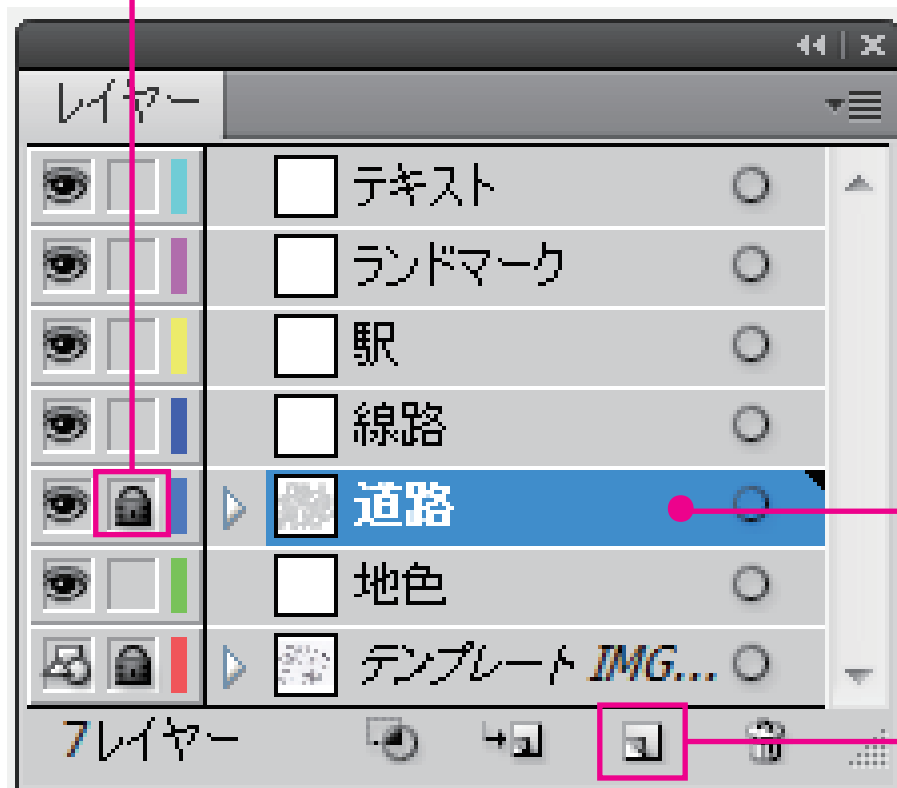 レイヤー
テキスト
ランドマーク
駅
線路
道路
地色
テンプレート IMG...
7レイヤー